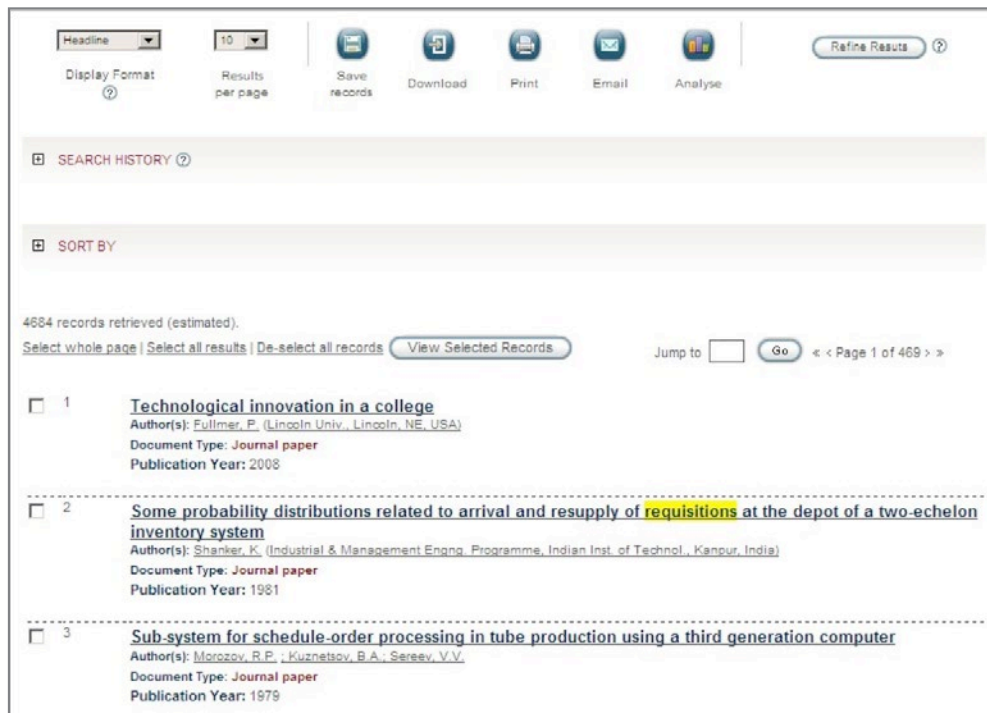 Headline
10
Refine Resuts
?
Display Format
?
Results
per page
Save
records
Download
Print
Email
Analyse
SEARCH HISTORY ?
SORT BY
4684 records retrieved (estimated).
Select whole page | Select all results | De-select all records View Selected Records
Jump to Go « < Page 1 of 469 > »
1 Technological innovation in a college
Author(s): Fullmer, P. (Lincoln Univ., Lincoln, NE, USA)
Document Type: Journal paper
Publication Year: 2008
2 Some probability distributions related to arrival and resupply of requisitions at the depot of a two-echelon
inventory system
Author(s): Shanker, K. (Industrial & Management Engng. Programme, Indian Inst. of Technol., Kanpur, India)
Document Type: Journal paper
Publication Year: 1981
3 Sub-system for schedule-order processing in tube production using a third generation computer
Author(s): Morozov, R.P. ; Kuznetsov, B.A.; Sereev, V.V.
Document Type: Journal paper
Publication Year: 1979